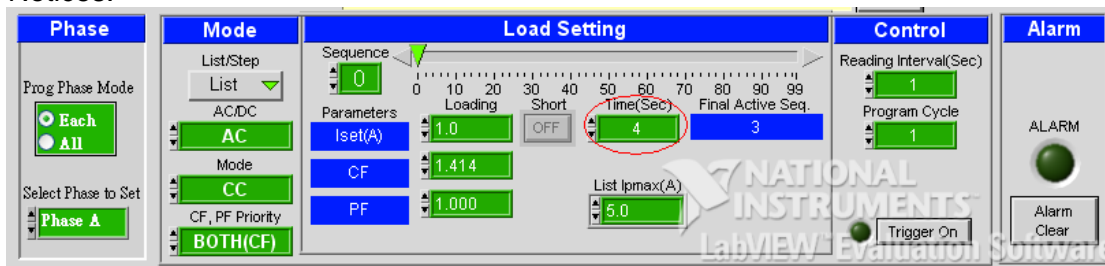 Notices:
Phase
Prog Phase Mode
Each
All
Select Phase to Set
Phase A
Mode
List/Step
List
AC/DC
AC
Mode
CC
CF, PF Priority
BOTH(CF)
Load Setting
Sequence
0
0 10 20 30 40 50 60 70 80 90 99
Parameters Loading Short Time(Sec) Final Active Seq.
Iset(A) 1.0 OFF 4 3
CF 1.414
List Ipmax(A)
PF 1.000 5.0
Control
Reading Interval(Sec)
1
Program Cycle
1
Trigger On
Alarm
ALARM
Alarm
Clear
NATIONAL
INSTRUMENTS
LabVIEW Evaluation Software